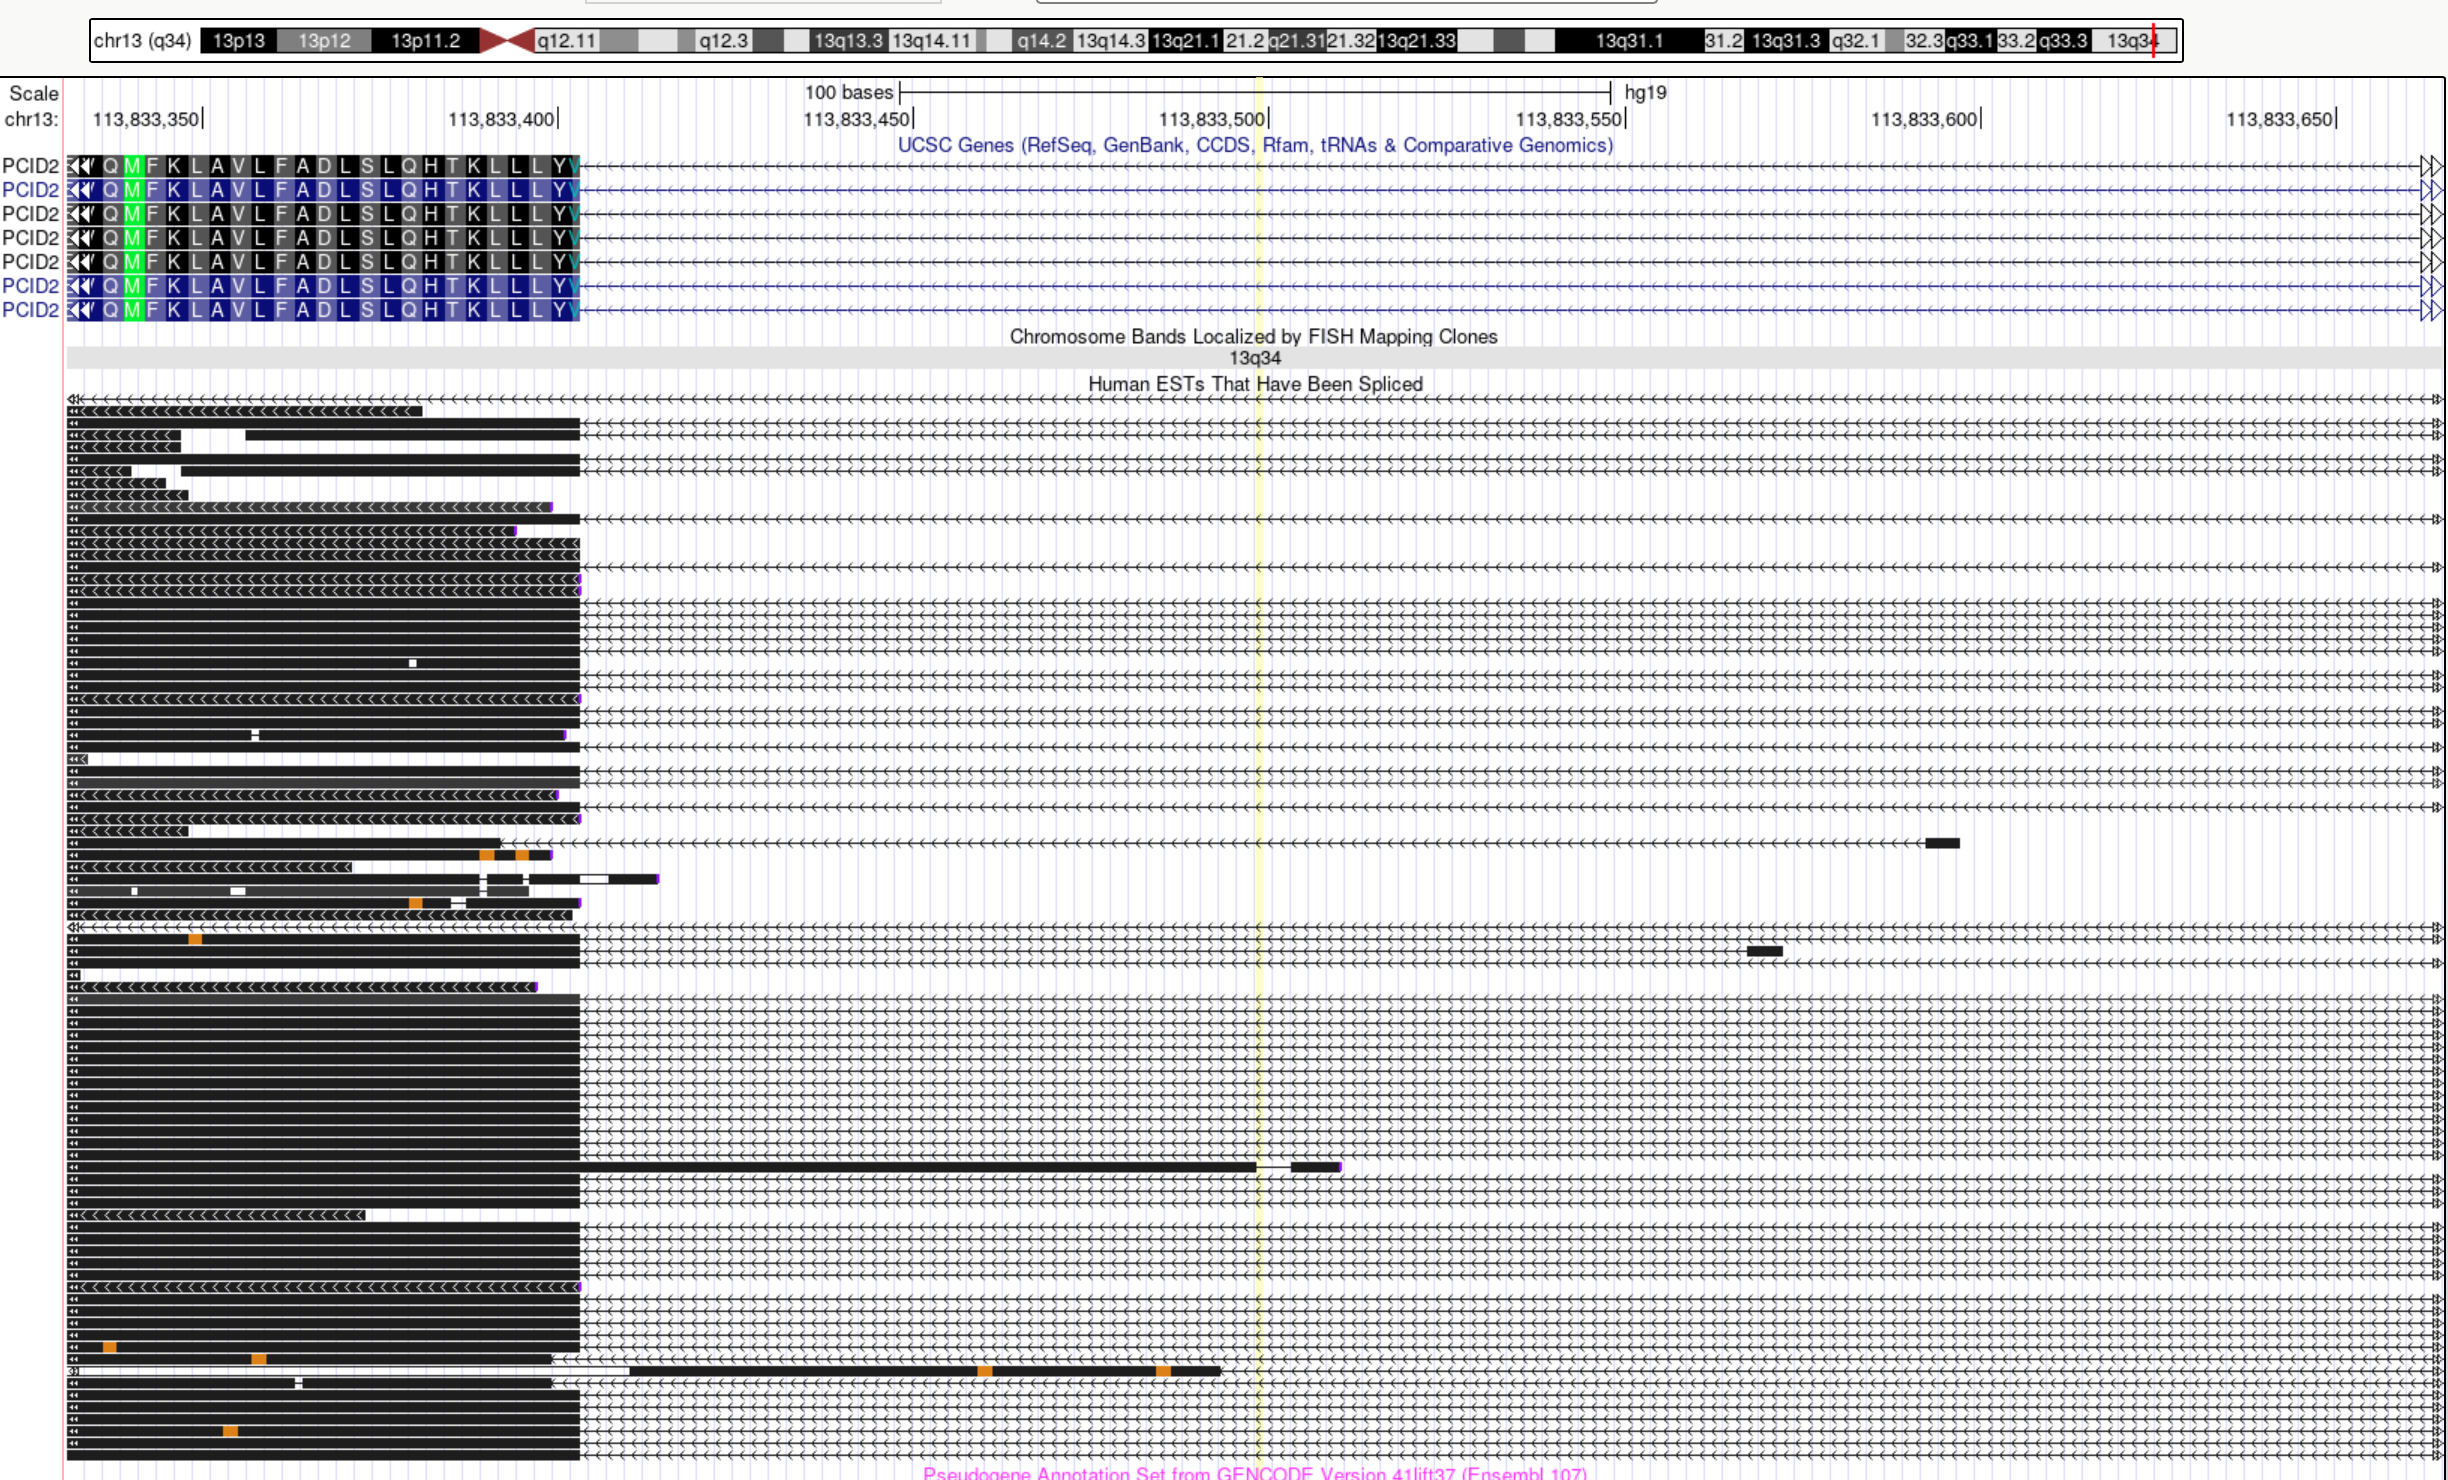 chr13 (q34) 13p13 13p12 13p11.2 q12.11 q12.3 13q13.3 13q14.11 q14.2 13q14.3 13q21.1 21.2 q21.31 21.32 13q21.33 13q31.1 31.2 13q31.3 q32.1 32.3 q33.1 33.2 q33.3 13q34
Scale 100 bases hg19
chr13: 113,833,350 113,833,400 113,833,450 113,833,500 113,833,550 113,833,600 113,833,650
UCSC Genes (RefSeq, GenBank, CCDS, Rfam, tRNAs & Comparative Genomics)
PCID2 Q M F K L A V L F A D L S L Q H T K L L L Y V
PCID2 Q M F K L A V L F A D L S L Q H T K L L L Y V
PCID2 Q M F K L A V L F A D L S L Q H T K L L L Y V
PCID2 Q M F K L A V L F A D L S L Q H T K L L L Y V
PCID2 Q M F K L A V L F A D L S L Q H T K L L L Y V
PCID2 Q M F K L A V L F A D L S L Q H T K L L L Y V
PCID2 Q M F K L A V L F A D L S L Q H T K L L L Y V
Chromosome Bands Localized by FISH Mapping Clones
13q34
Human ESTs That Have Been Spliced
Pseudogene Annotation Set from GENCODE Version 41lift37 (Ensembl 107)